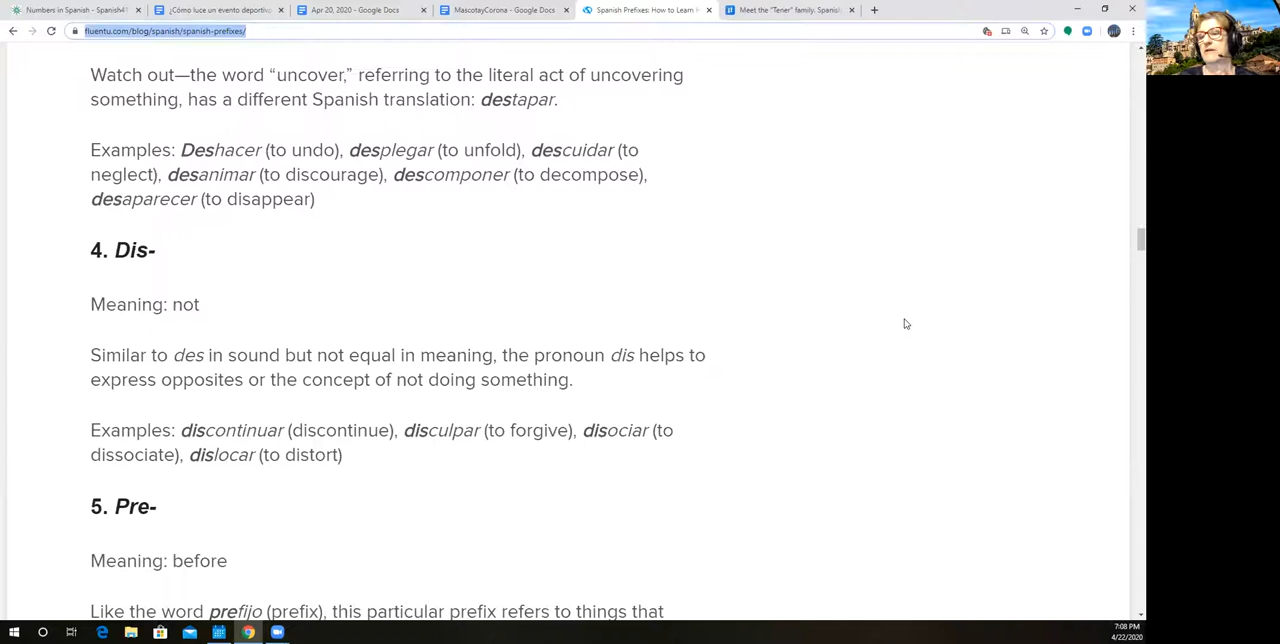 Numbers in Spanish - Spanish41
¿Cómo luce un evento deportivo
Apr 20, 2020 - Google Docs
MascotayCorona - Google Docs
Spanish Prefixes: How to Learn H
Meet the "Tener" family. Spanish
fluentu.com/blog/spanish/spanish-prefixes/
Watch out—the word “uncover,” referring to the literal act of uncovering
something, has a different Spanish translation: destapar.
Examples: Deshacer (to undo), desplegar (to unfold), descuidar (to
neglect), desanimar (to discourage), descomponer (to decompose),
desaparecer (to disappear)
4. Dis-
Meaning: not
Similar to des in sound but not equal in meaning, the pronoun dis helps to
express opposites or the concept of not doing something.
Examples: discontinuar (discontinue), disculpar (to forgive), disociar (to
dissociate), dislocar (to distort)
5. Pre-
Meaning: before
Like the word prefijo (prefix), this particular prefix refers to things that
7:08 PM
4/22/2020